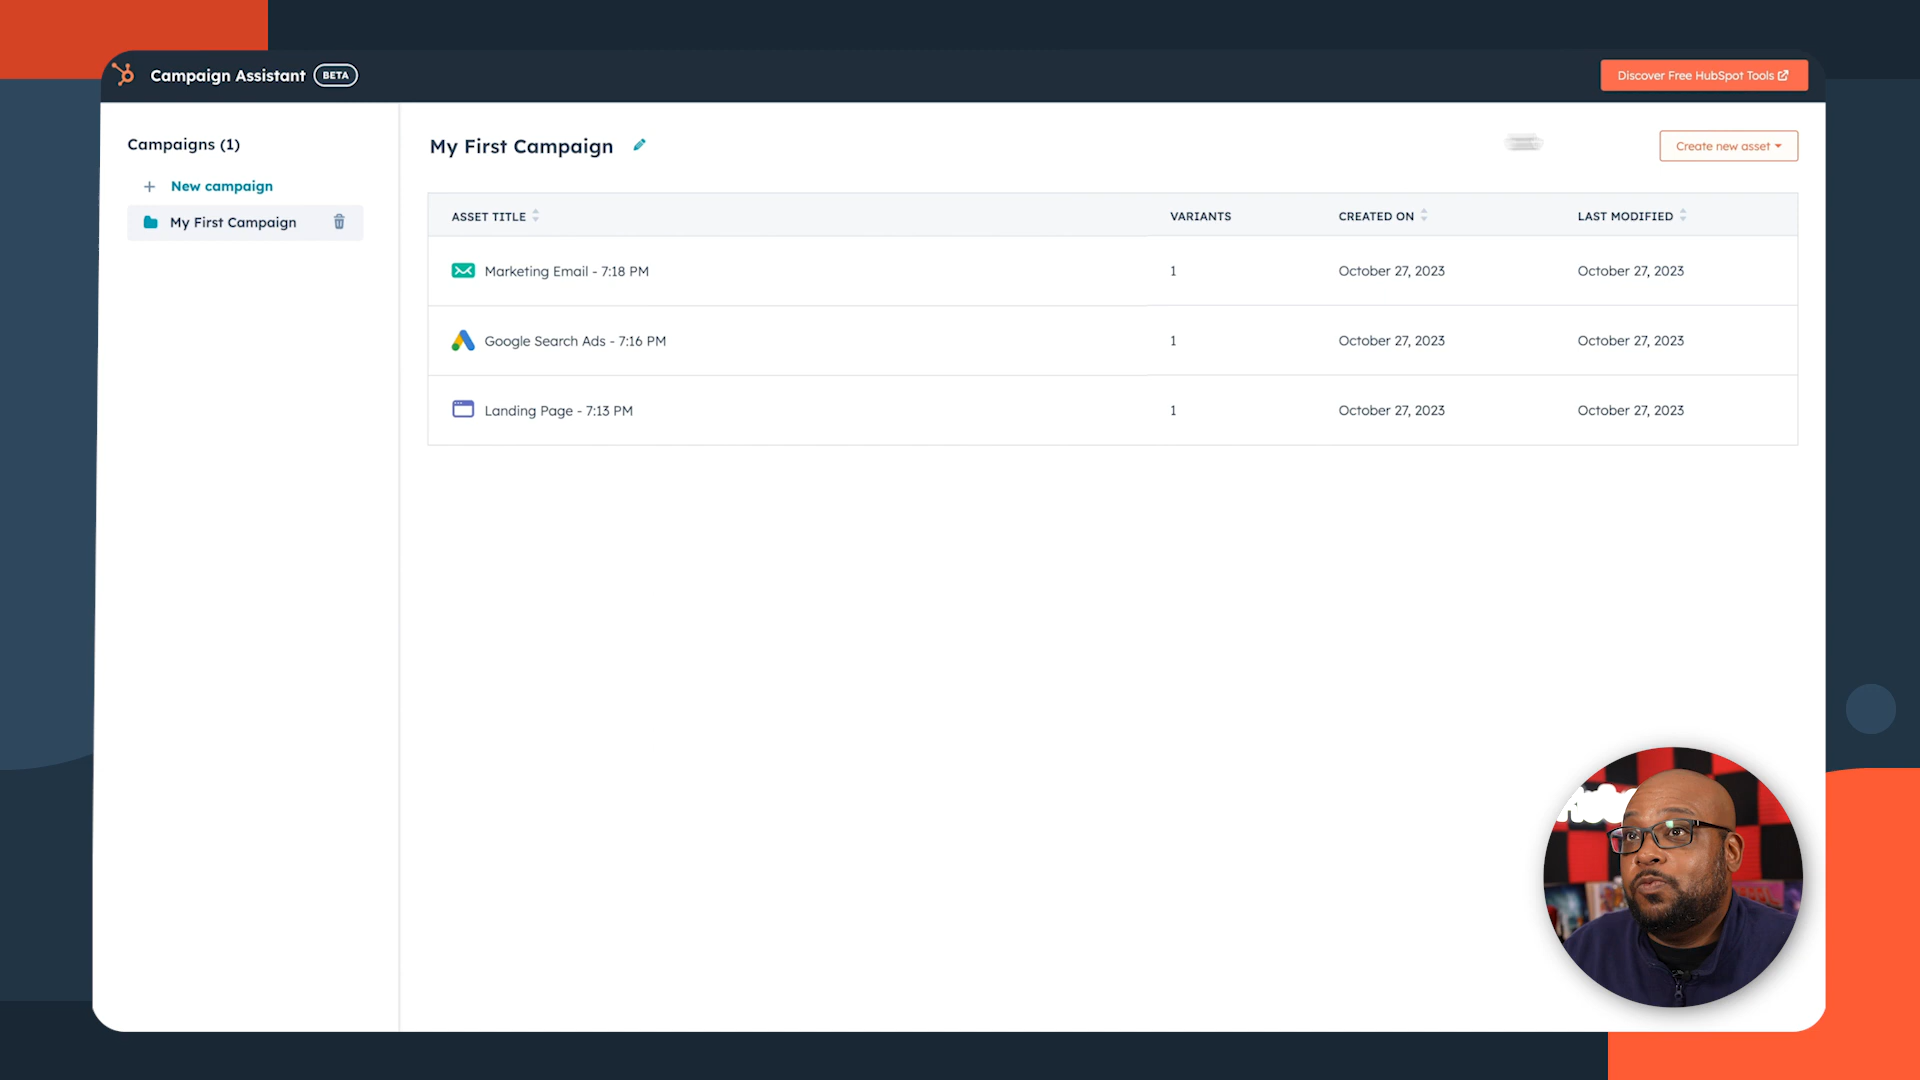 Campaign Assistant BETA
Discover Free HubSpot Tools
Campaigns (1)
+ New campaign
My First Campaign
My First Campaign
Create new asset
ASSET TITLE VARIANTS CREATED ON LAST MODIFIED
Marketing Email - 7:18 PM 1 October 27, 2023 October 27, 2023
Google Search Ads - 7:16 PM 1 October 27, 2023 October 27, 2023
Landing Page - 7:13 PM 1 October 27, 2023 October 27, 2023